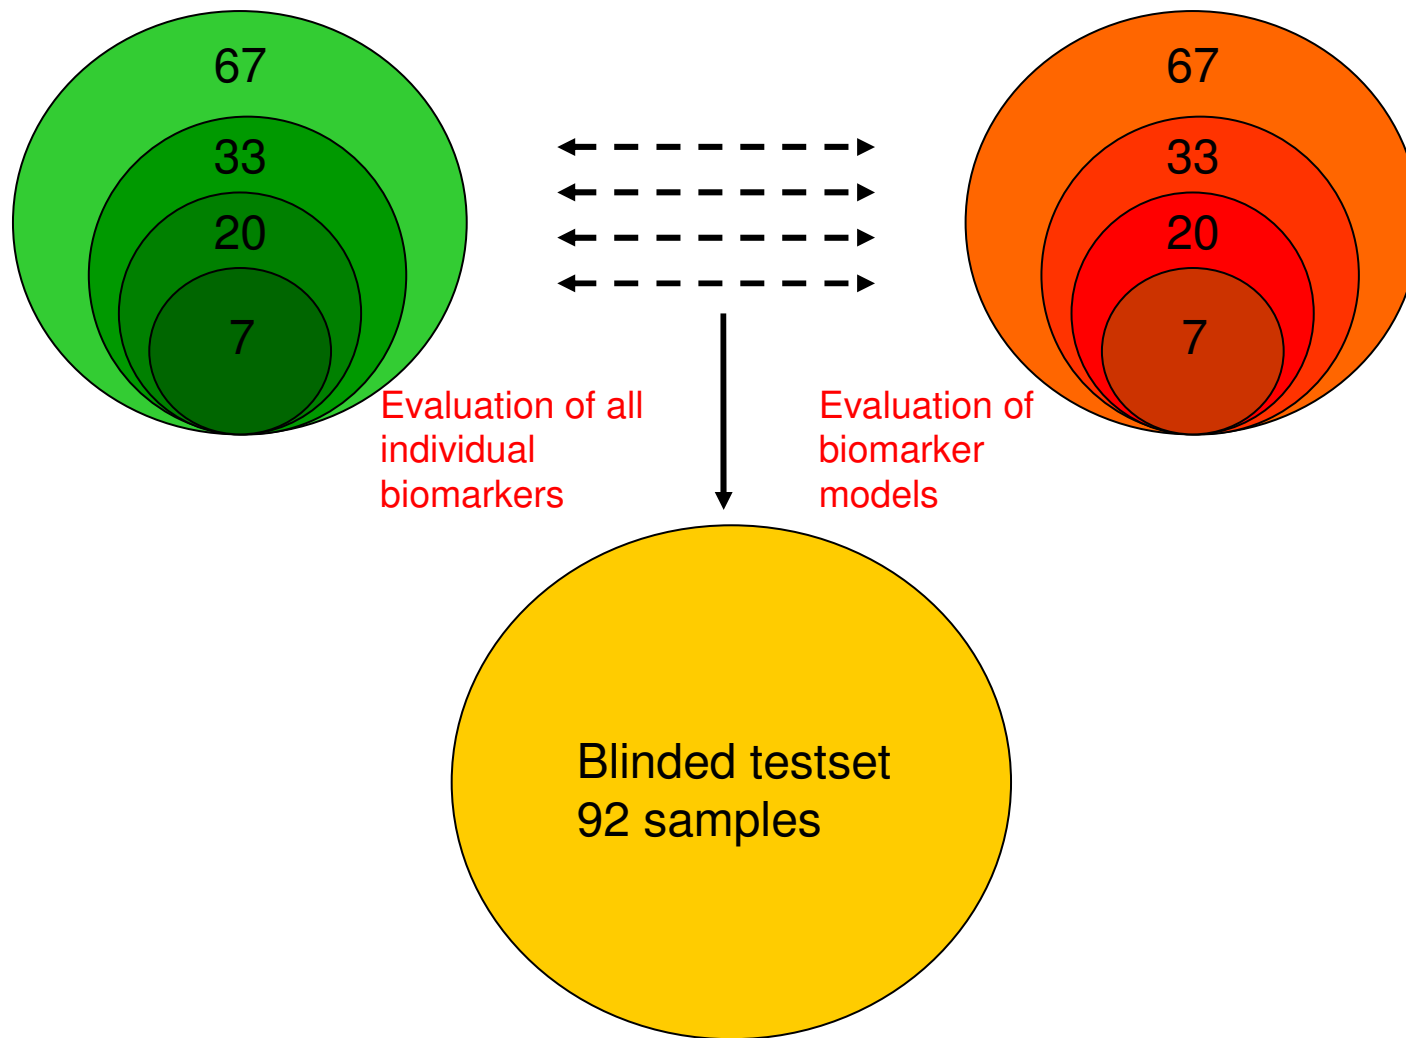 67
33
20
7
67
33
20
7
Evaluation of all
individual
biomarkers
Evaluation of
biomarker
models
Blinded testset
92 samples